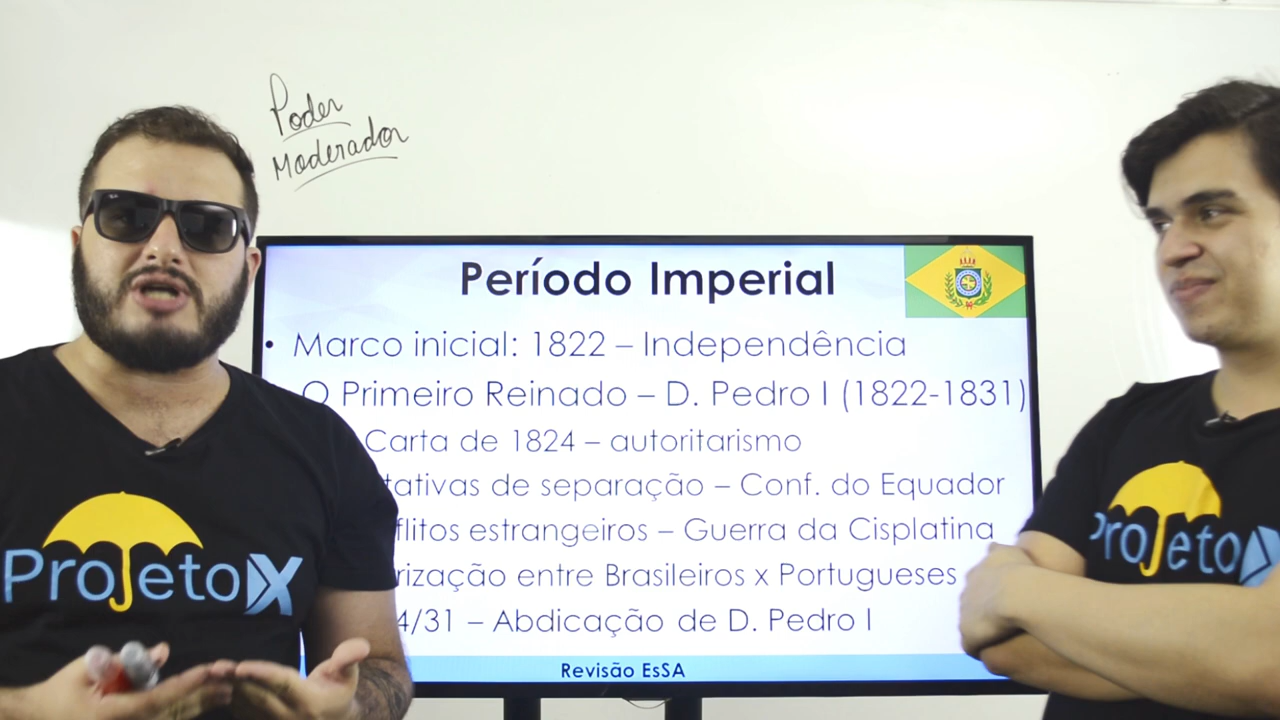 Poder
Moderador
Período Imperial
• Marco inicial: 1822 – Independência
O Primeiro Reinado – D. Pedro I (1822-1831)
Carta de 1824 – autoritarismo
tativas de separação – Conf. do Equador
flitos estrangeiros – Guerra da Cisplatina
rização entre Brasileiros x Portugueses
4/31 – Abdicação de D. Pedro I
Revisão EsSA
Projeto X
Projeto X